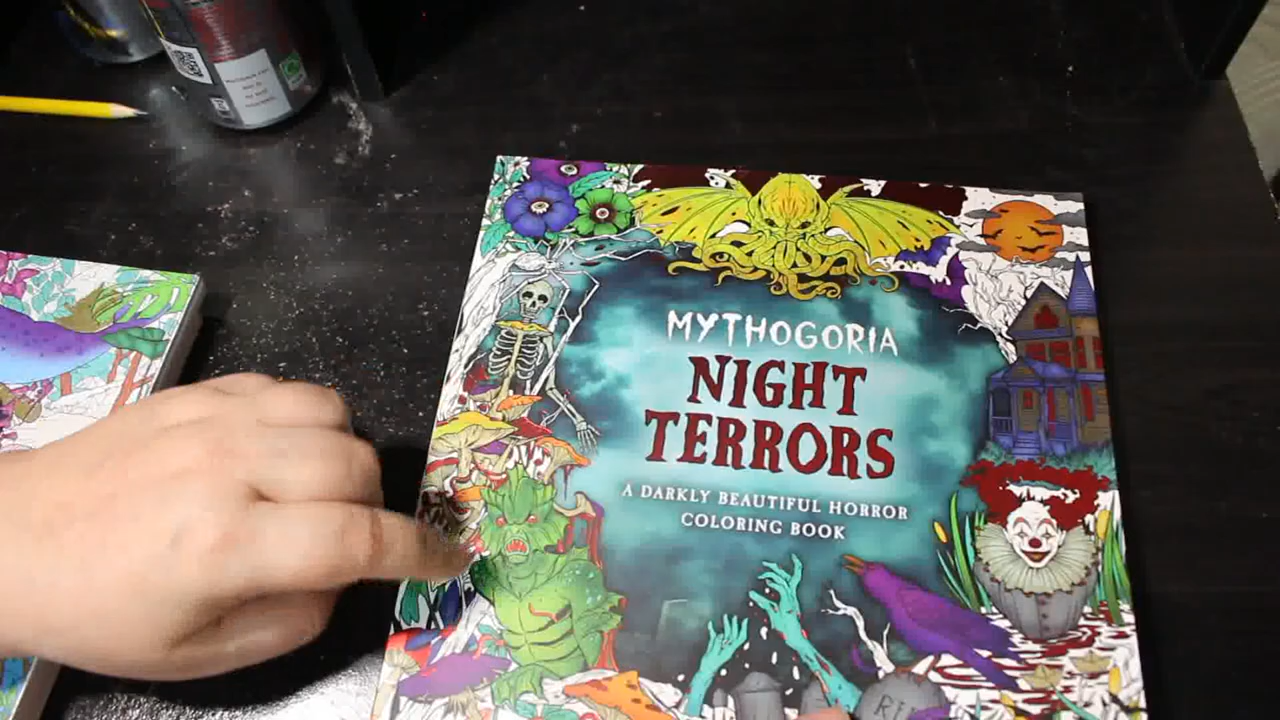 MYTHOGORIA
NIGHT
TERRORS
A DARKLY BEAUTIFUL HORROR
COLORING BOOK